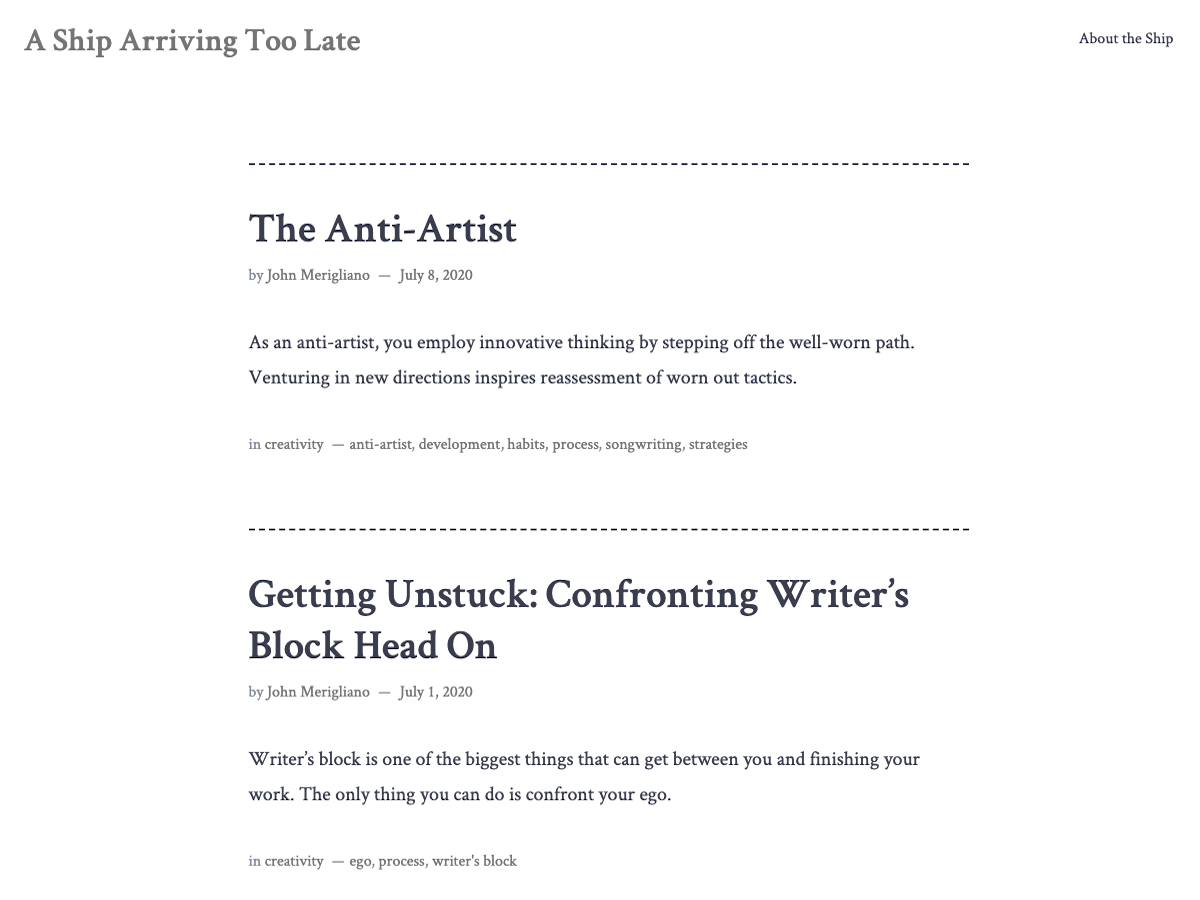 A Ship Arriving Too Late
About the Ship
The Anti-Artist
by John Merigliano — July 8, 2020
As an anti-artist, you employ innovative thinking by stepping off the well-worn path.
Venturing in new directions inspires reassessment of worn out tactics.
in creativity — anti-artist, development, habits, process, songwriting, strategies
Getting Unstuck: Confronting Writer’s
Block Head On
by John Merigliano — July 1, 2020
Writer’s block is one of the biggest things that can get between you and finishing your
work. The only thing you can do is confront your ego.
in creativity — ego, process, writer's block